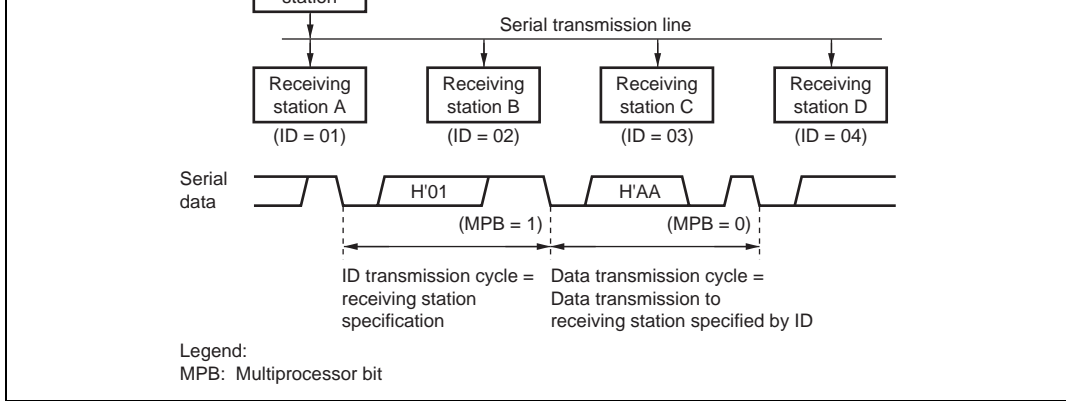 station
Serial transmission line
Receiving station A
Receiving station B
Receiving station C
Receiving station D
(ID = 01)
(ID = 02)
(ID = 03)
(ID = 04)
Serial data
H'01
H'AA
(MPB = 1)
(MPB = 0)
ID transmission cycle =
receiving station
specification
Data transmission cycle =
Data transmission to
receiving station specified by ID
Legend:
MPB: Multiprocessor bit